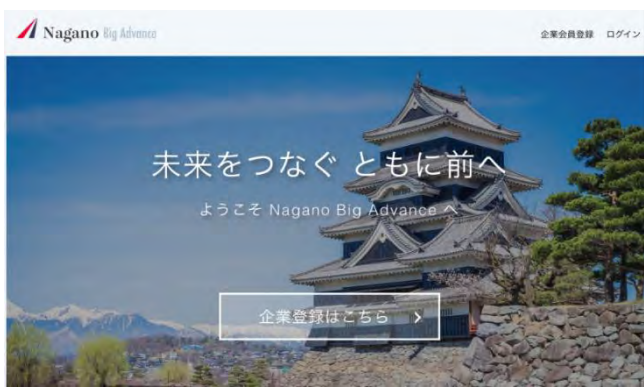 Nagano Big Advance
企業会員登録 ログイン
未来をつなぐ ともに前へ
ようこそ Nagano Big Advance へ
企業登録はこちら >